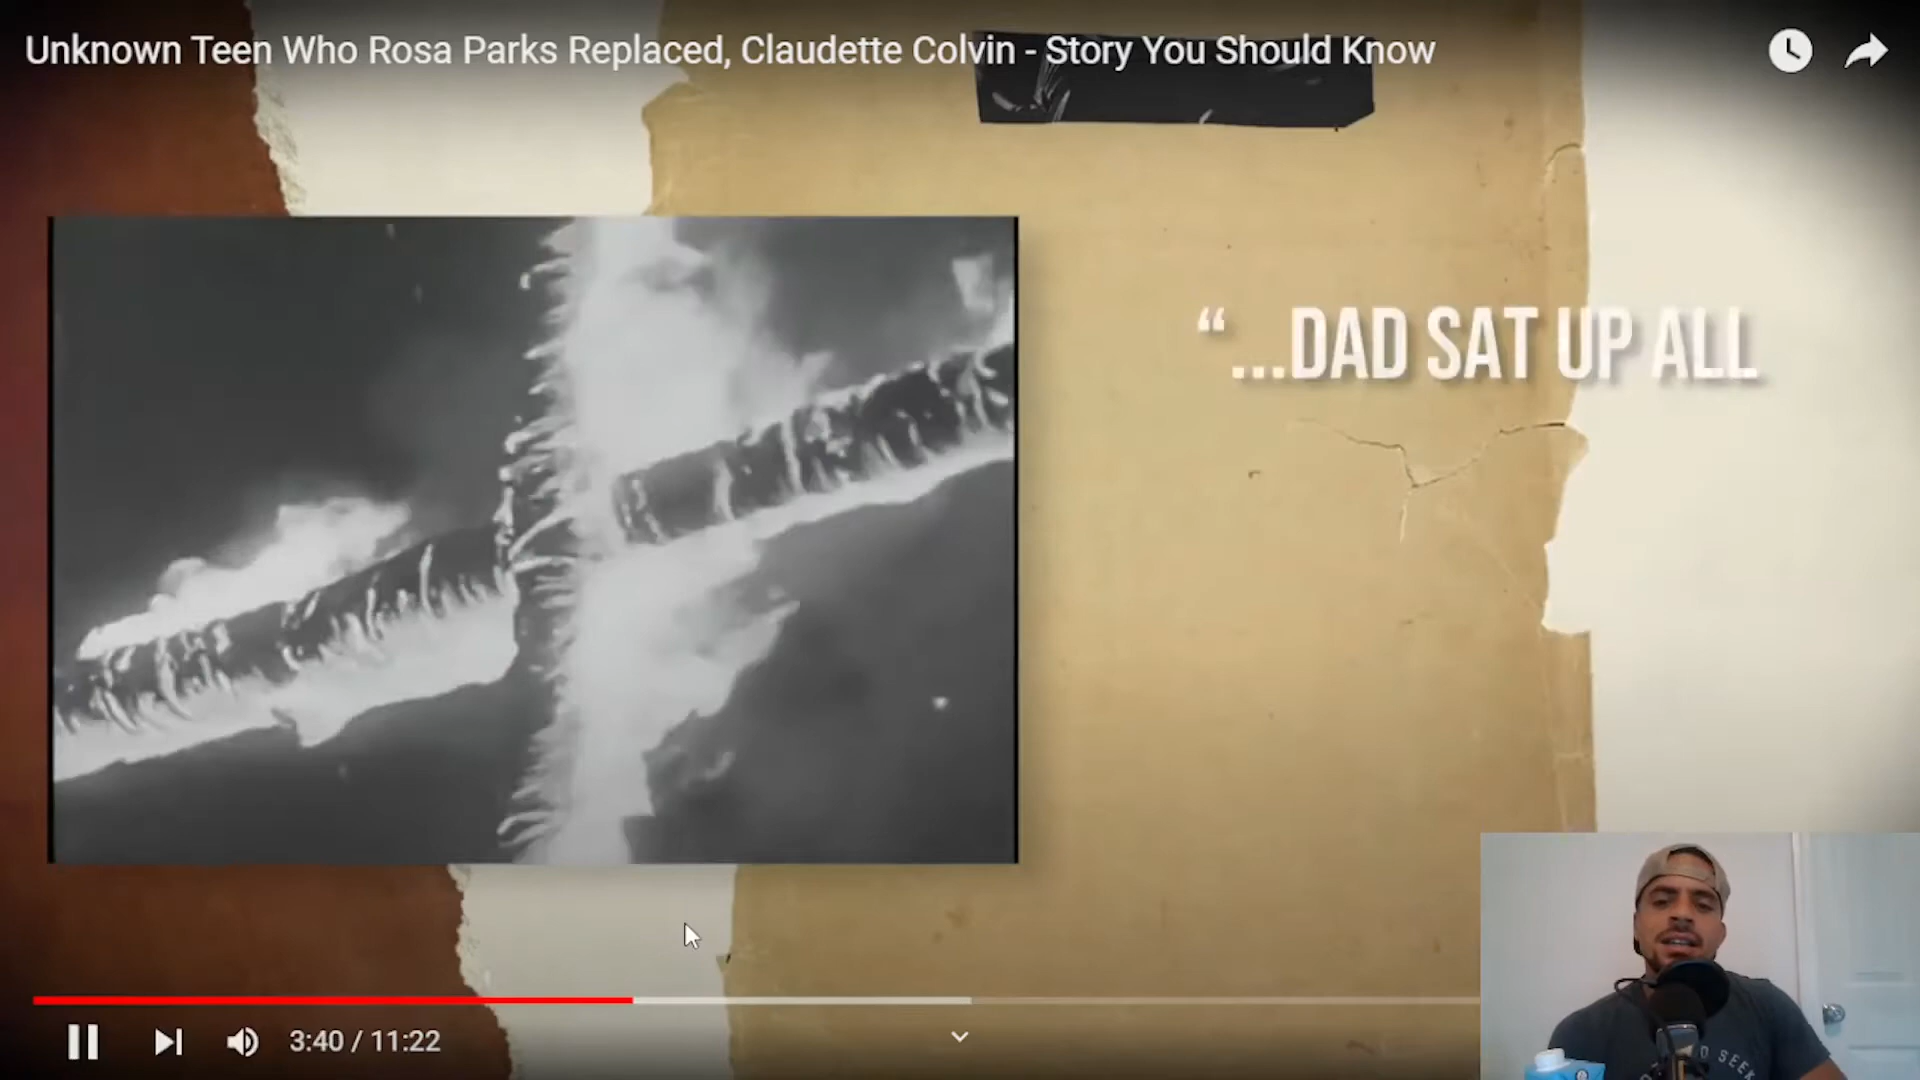 Unknown Teen Who Rosa Parks Replaced, Claudette Colvin - Story You Should Know
“...DAD SAT UP ALL
3:40 / 11:22
D SEEK